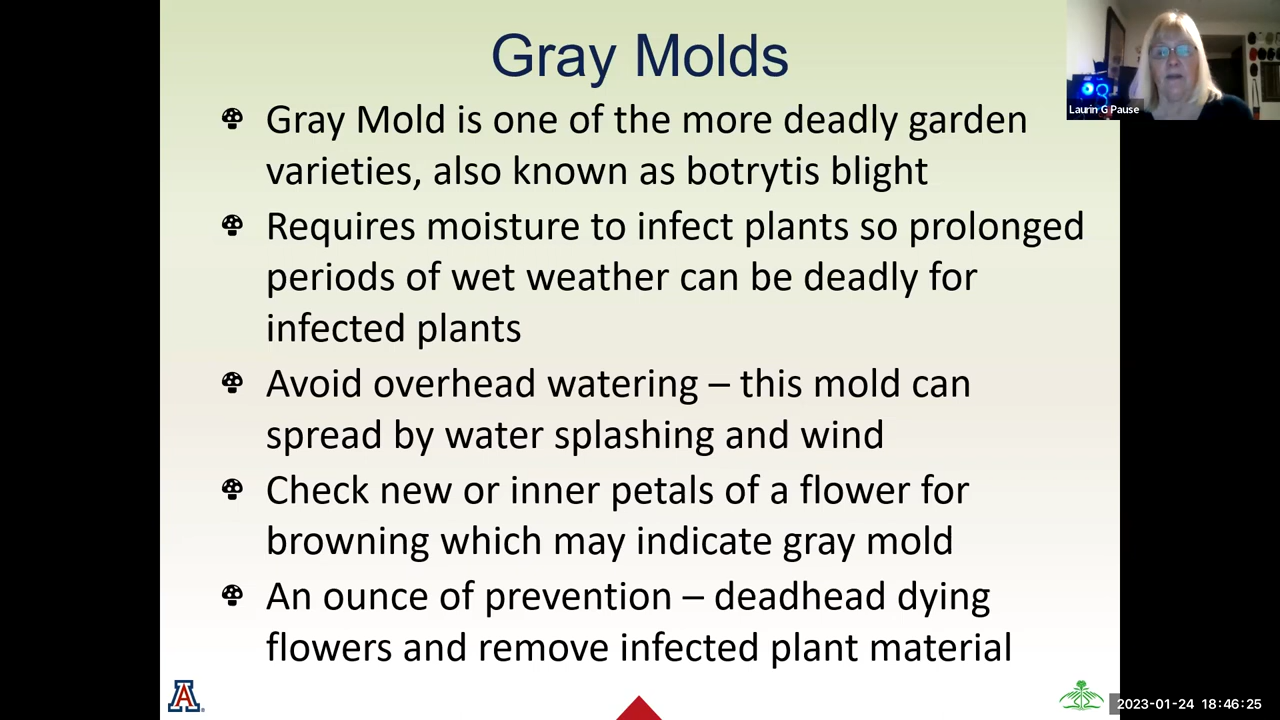 Gray Molds
Gray Mold is one of the more deadly garden
varieties, also known as botrytis blight
Requires moisture to infect plants so prolonged
periods of wet weather can be deadly for
infected plants
Avoid overhead watering – this mold can
spread by water splashing and wind
Check new or inner petals of a flower for
browning which may indicate gray mold
An ounce of prevention – deadhead dying
flowers and remove infected plant material
Laurin G Pause
A
2023-01-24 18:46:25